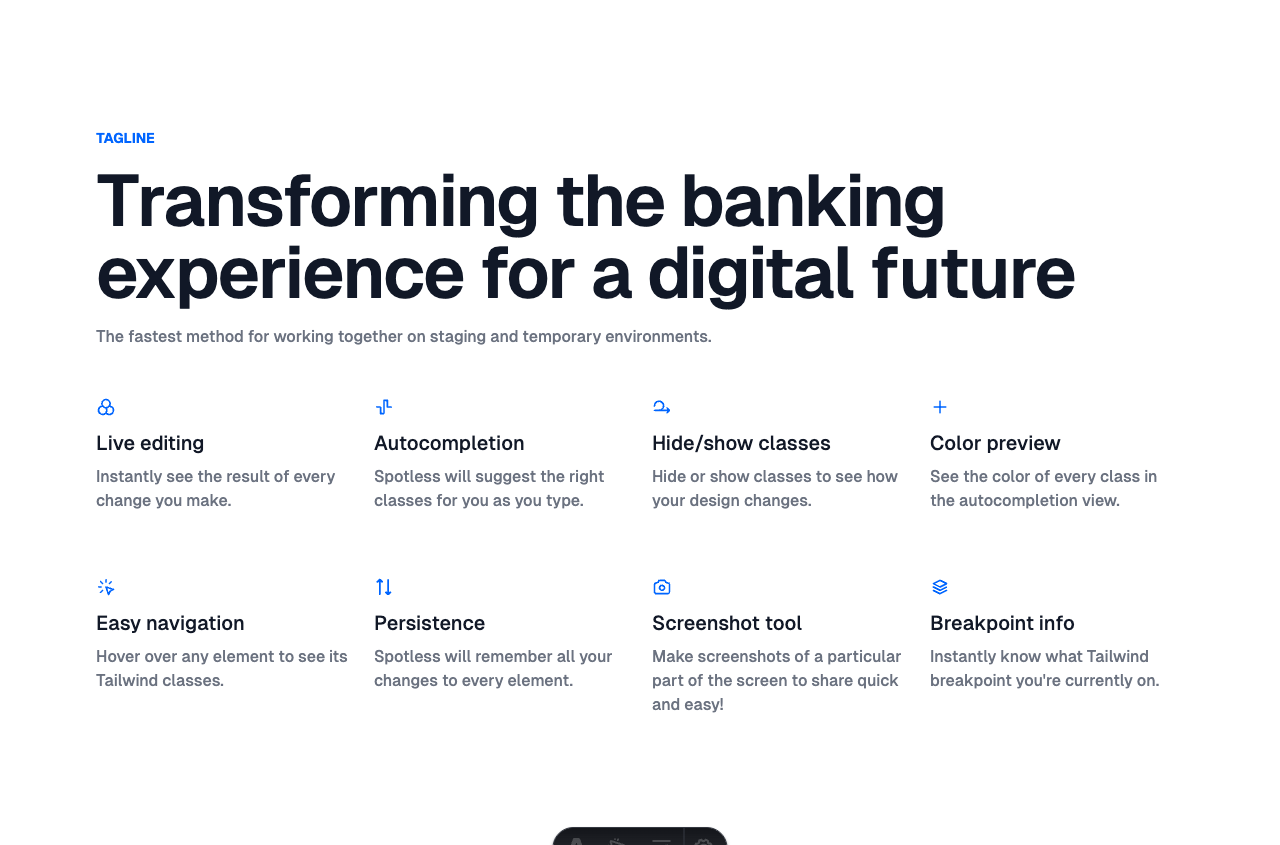 TAGLINE
Transforming the banking
experience for a digital future
The fastest method for working together on staging and temporary environments.
Live editing
Instantly see the result of every
change you make.
Autocompletion
Spotless will suggest the right
classes for you as you type.
Hide/show classes
Hide or show classes to see how
your design changes.
Color preview
See the color of every class in
the autocompletion view.
Easy navigation
Hover over any element to see its
Tailwind classes.
Persistence
Spotless will remember all your
changes to every element.
Screenshot tool
Make screenshots of a particular
part of the screen to share quick
and easy!
Breakpoint info
Instantly know what Tailwind
breakpoint you're currently on.